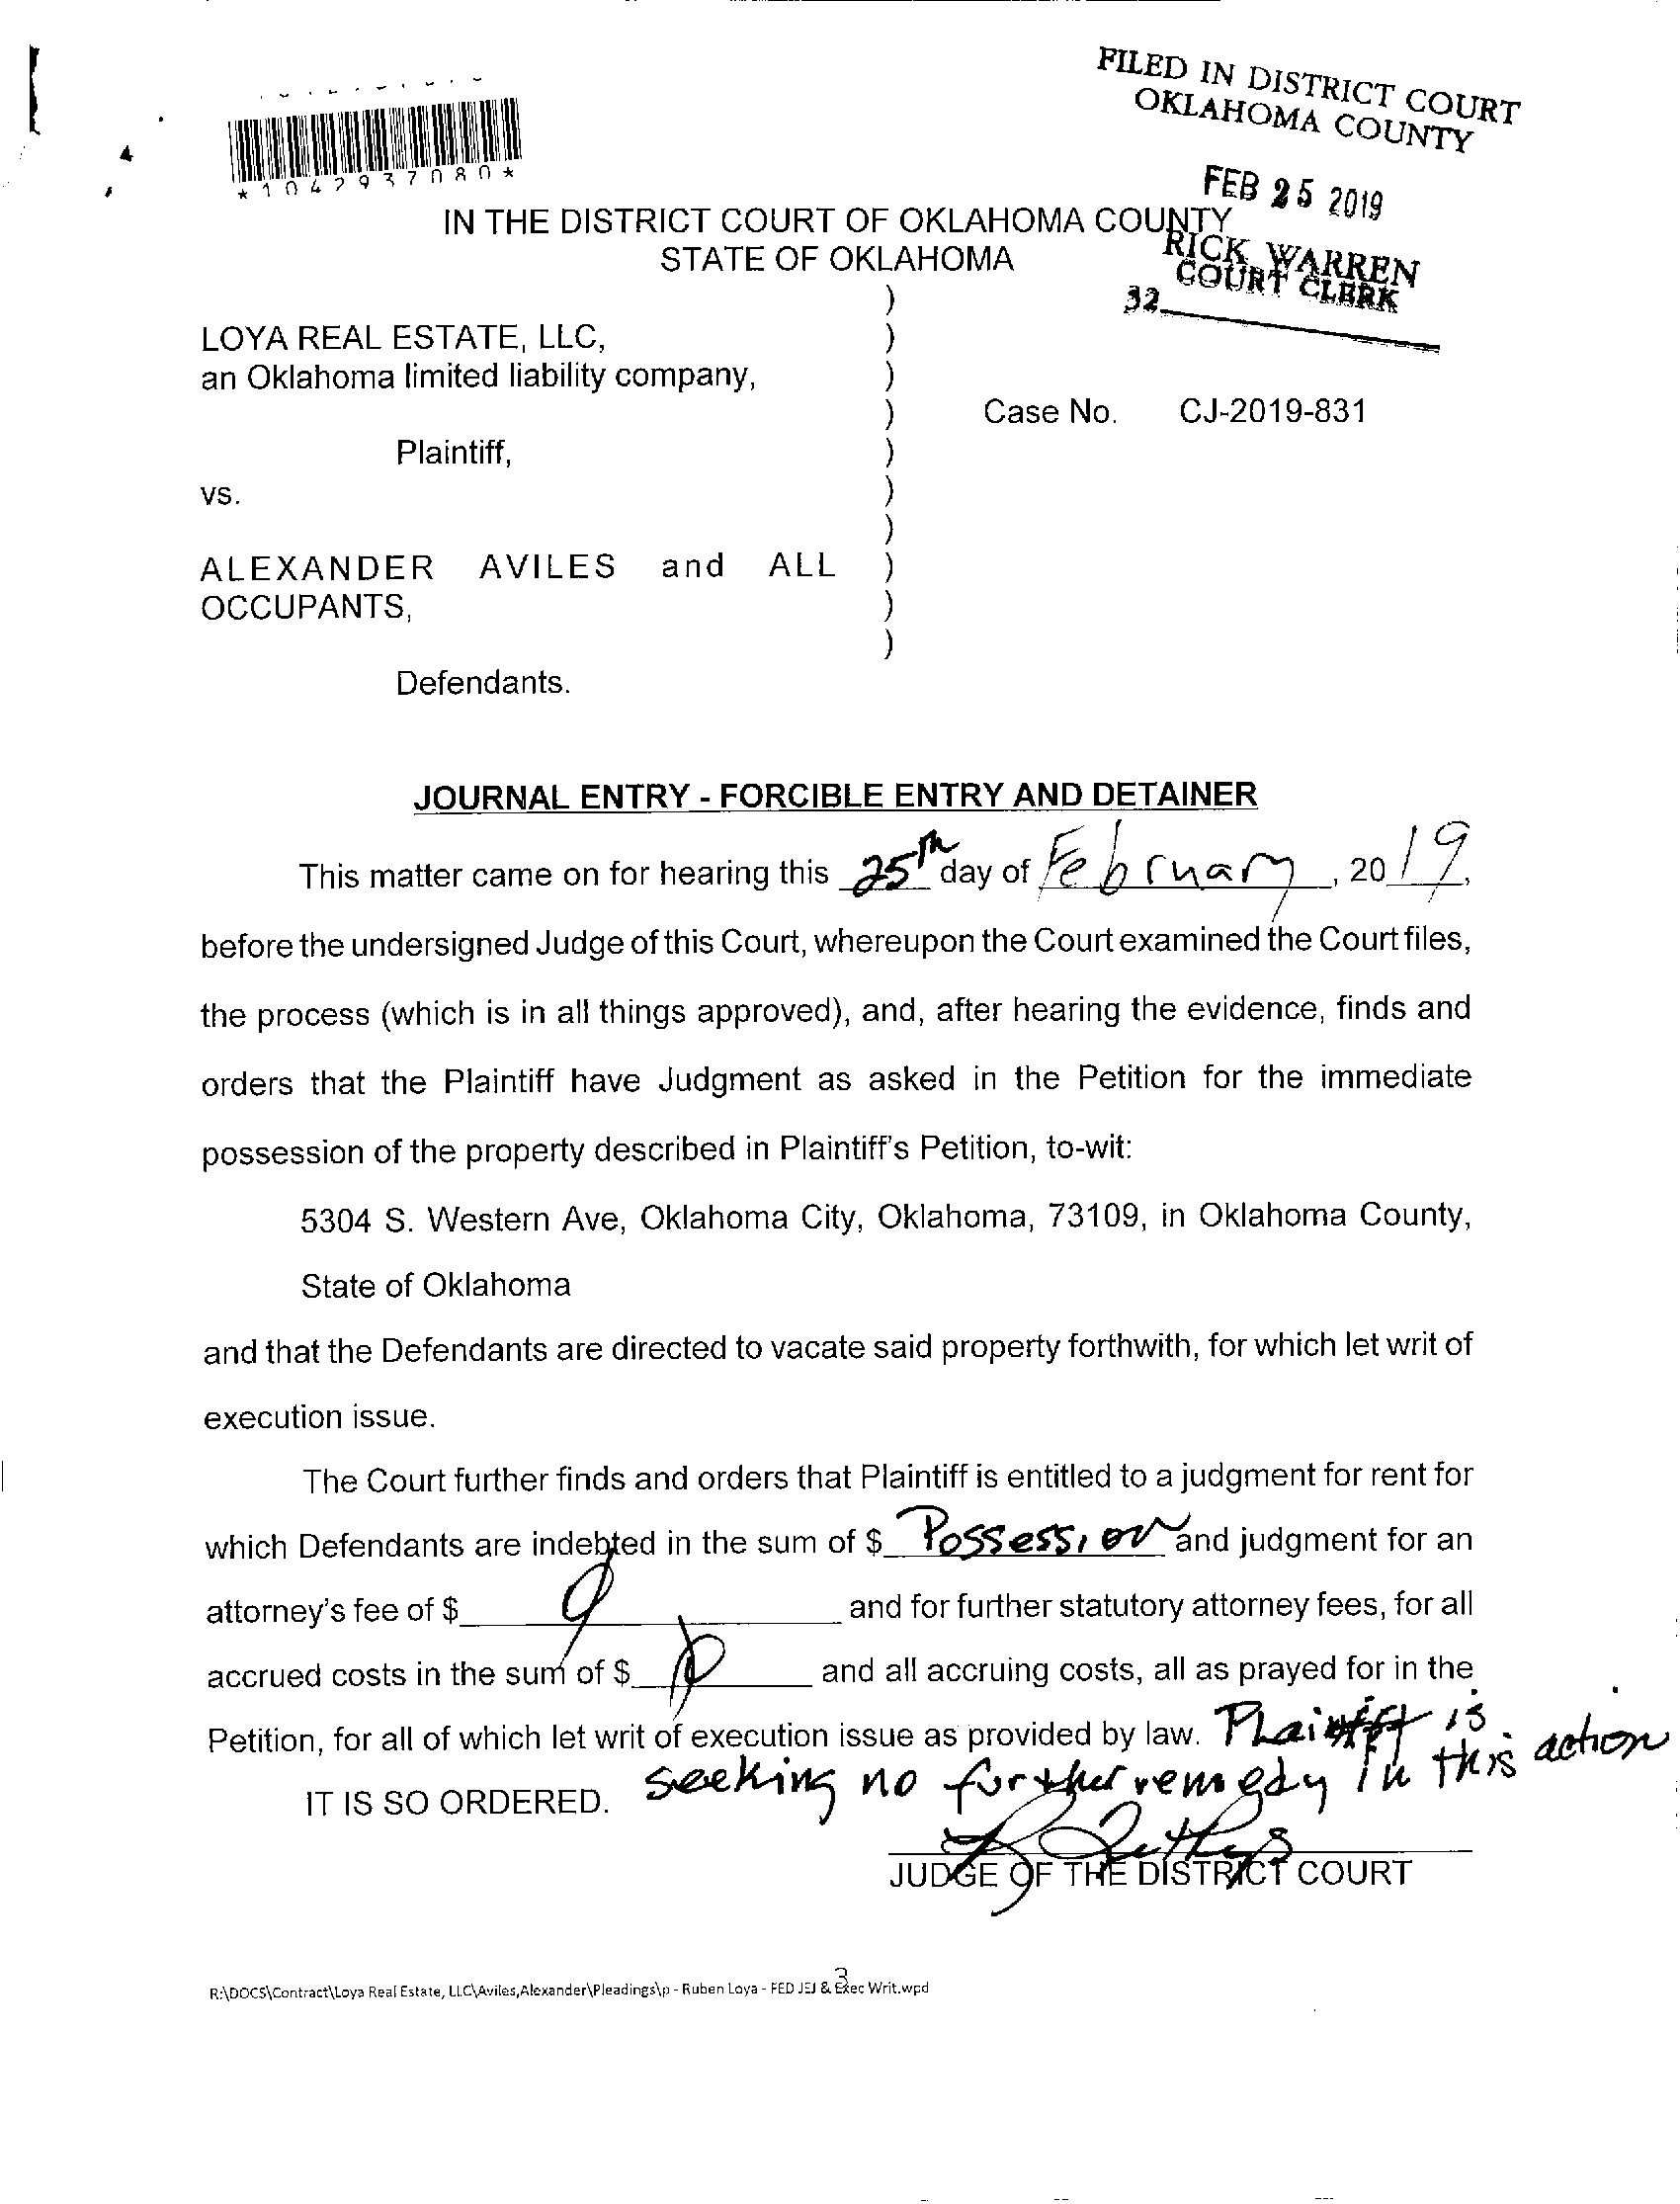 FILED IN DISTRICT COURT
OKLAHOMA COUNTY
FEB 25 2019
RICK WARREN
COURT CLERK
32
*1042937080*
IN THE DISTRICT COURT OF OKLAHOMA COUNTY
STATE OF OKLAHOMA
LOYA REAL ESTATE, LLC, )
an Oklahoma limited liability company, )
) Case No. CJ-2019-831
Plaintiff, )
vs. )
)
ALEXANDER AVILES and ALL )
OCCUPANTS, )
)
Defendants.
JOURNAL ENTRY - FORCIBLE ENTRY AND DETAINER
This matter came on for hearing this 25th day of February, 2019,
before the undersigned Judge of this Court, whereupon the Court examined the Court files,
the process (which is in all things approved), and, after hearing the evidence, finds and
orders that the Plaintiff have Judgment as asked in the Petition for the immediate
possession of the property described in Plaintiff's Petition, to-wit:
5304 S. Western Ave, Oklahoma City, Oklahoma, 73109, in Oklahoma County,
State of Oklahoma
and that the Defendants are directed to vacate said property forthwith, for which let writ of
execution issue.
The Court further finds and orders that Plaintiff is entitled to a judgment for rent for
which Defendants are indebted in the sum of $ Possession and judgment for an
attorney's fee of $ and for further statutory attorney fees, for all
accrued costs in the sum of $ and all accruing costs, all as prayed for in the
Petition, for all of which let writ of execution issue as provided by law. Plaintiff is
seeking no further remedy in this action
IT IS SO ORDERED.
JUDGE OF THE DISTRICT COURT
3
R:\DOCS\Contract\Loya Real Estate, LLC\Aviles,Alexander\Pleadings\p - Ruben Loya - FED JEJ & Exec Writ.wpd